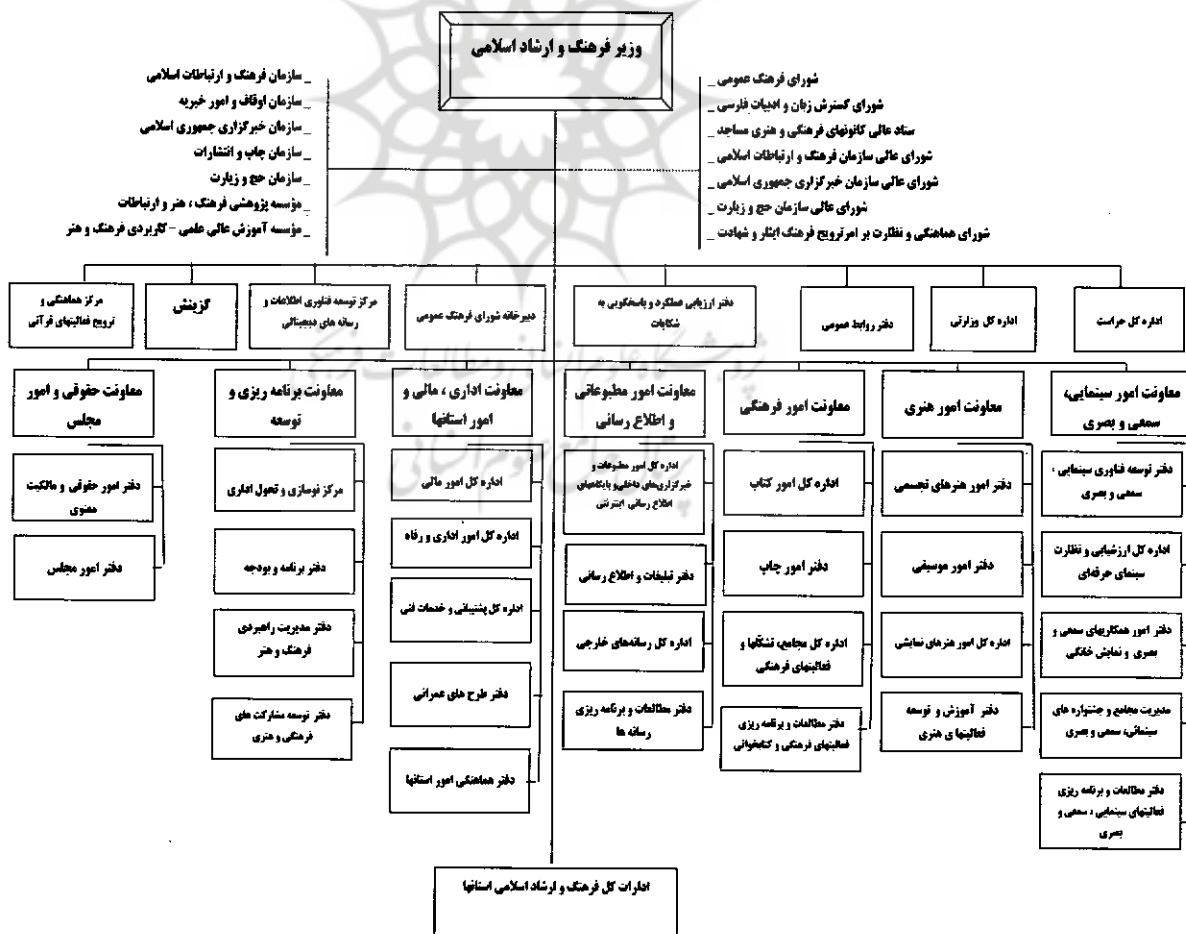 وزیر فرهنگ و ارشاد اسلامی
شورای فرهنگ عمومی _
شورای گسترش زبان و ادبیات فارسی _
ستاد عالی کانونهای فرهنگی و هنری مساجد _
شورای عالی سازمان فرهنگ و ارتباطات اسلامی _
شورای عالی سازمان خبرگزاری جمهوری اسلامی _
شورای عالی سازمان حج و زیارت _
شورای هماهنگی و نظارت بر امر ترویج فرهنگ ایثار و شهادت _
_ سازمان فرهنگ و ارتباطات اسلامی
_ سازمان اوقاف و امور خیریه
_ سازمان خبرگزاری جمهوری اسلامی
_ سازمان چاپ و انتشارات
_ سازمان حج و زیارت
_ مؤسسه پژوهشی فرهنگ ، هنر و ارتباطات
_ مؤسسه آموزش عالی علمی – کاربردی فرهنگ و هنر
اداره کل حراست
اداره کل وزارتی
دفتر روابط عمومی
دفتر ارزیابی عملکرد و پاسخگویی به
شکایات
دبیرخانه شورای فرهنگ عمومی
مرکز توسعه فناوری اطلاعات و
رسانه های دیجیتالی
گزینش
مرکز هماهنگی و
ترویج فعالیتهای قرآنی
پژوهشگاه علوم انسانی و مطالعات فرهنگی
پرتال جامع علوم انسانی
معاونت امور سینمایی،
سمعی و بصری
دفتر توسعه فناوری سینمایی ،
سمعی و بصری
اداره کل ارزشیابی و نظارت
سینمای حرفه‌ای
دفتر امور همکاریهای سمعی و
بصری و نمایش خانگی
مدیریت مجامع و جشنواره های
سینمائی، سمعی و بصری
دفتر مطالعات و برنامه ریزی
فعالیتهای سینمایی ، سمعی و
بصری
معاونت امور هنری
دفتر امور هنرهای تجسمی
دفتر امور موسیقی
اداره کل امور هنرهای نمایشی
دفتر آموزش و توسعه
فعالیتهای هنری
معاونت امور فرهنگی
اداره کل امور کتاب
دفتر امور چاپ
اداره کل مجامع، تشکلها و
فعالیتهای فرهنگی
دفتر مطالعات و برنامه ریزی
فعالیتهای فرهنگی و کتابخوانی
معاونت امور مطبوعاتی
و اطلاع رسانی
اداره کل امور مطبوعات و
خبرگزاری‌های داخلی و پایگاههای
اطلاع رسانی اینترنتی
دفتر تبلیغات و اطلاع رسانی
اداره کل رسانه‌های خارجی
دفتر مطالعات و برنامه ریزی
رسانه ها
معاونت اداری ، مالی و
امور استانها
اداره کل امور مالی
اداره کل امور اداری و رفاه
اداره کل پشتیبانی و خدمات فنی
دفتر طرح های عمرانی
دفتر هماهنگی امور استانها
معاونت برنامه ریزی و
توسعه
مرکز نوسازی و تحول اداری
دفتر برنامه و بودجه
دفتر مدیریت راهبردی
فرهنگ و هنر
دفتر توسعه مشارکت های
فرهنگی و هنری
معاونت حقوقی و امور
مجلس
دفتر امور حقوقی و مالکیت
معنوی
دفتر امور مجلس
ادارات کل فرهنگ و ارشاد اسلامی استانها